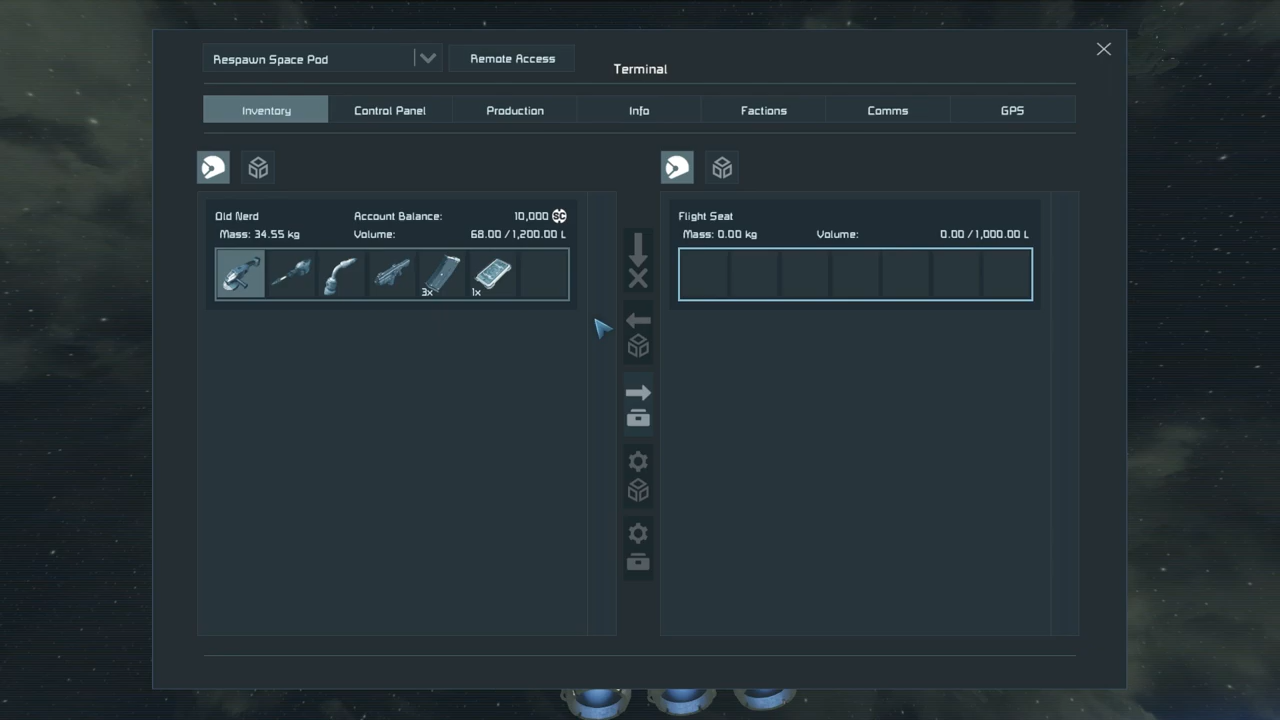 Respawn Space Pod
Remote Access
Terminal
Inventory
Control Panel
Production
Info
Factions
Comms
GPS
Old Nerd
Account Balance:
10,000 SC
Mass: 34.55 kg
Volume:
68.00 / 1,200.00 L
3x
1x
Flight Seat
Mass: 0.00 kg
Volume:
0.00 / 1,000.00 L